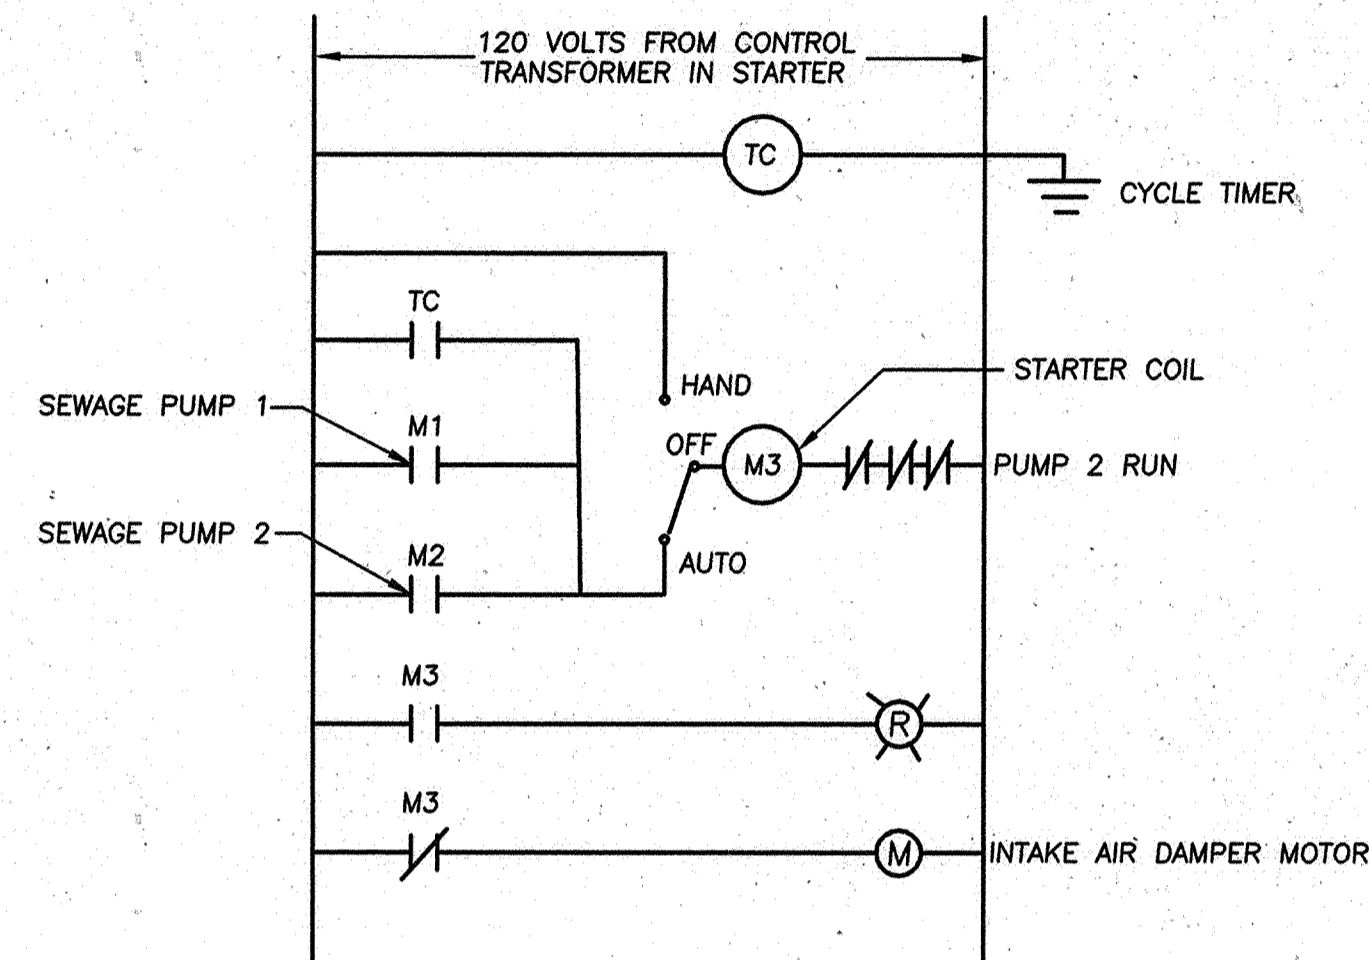 120 VOLTS FROM CONTROL
TRANSFORMER IN STARTER
TC
CYCLE TIMER
TC
HAND
STARTER COIL
SEWAGE PUMP 1
M1
OFF
M3
PUMP 2 RUN
SEWAGE PUMP 2
M2
AUTO
M3
R
M3
M
INTAKE AIR DAMPER MOTOR